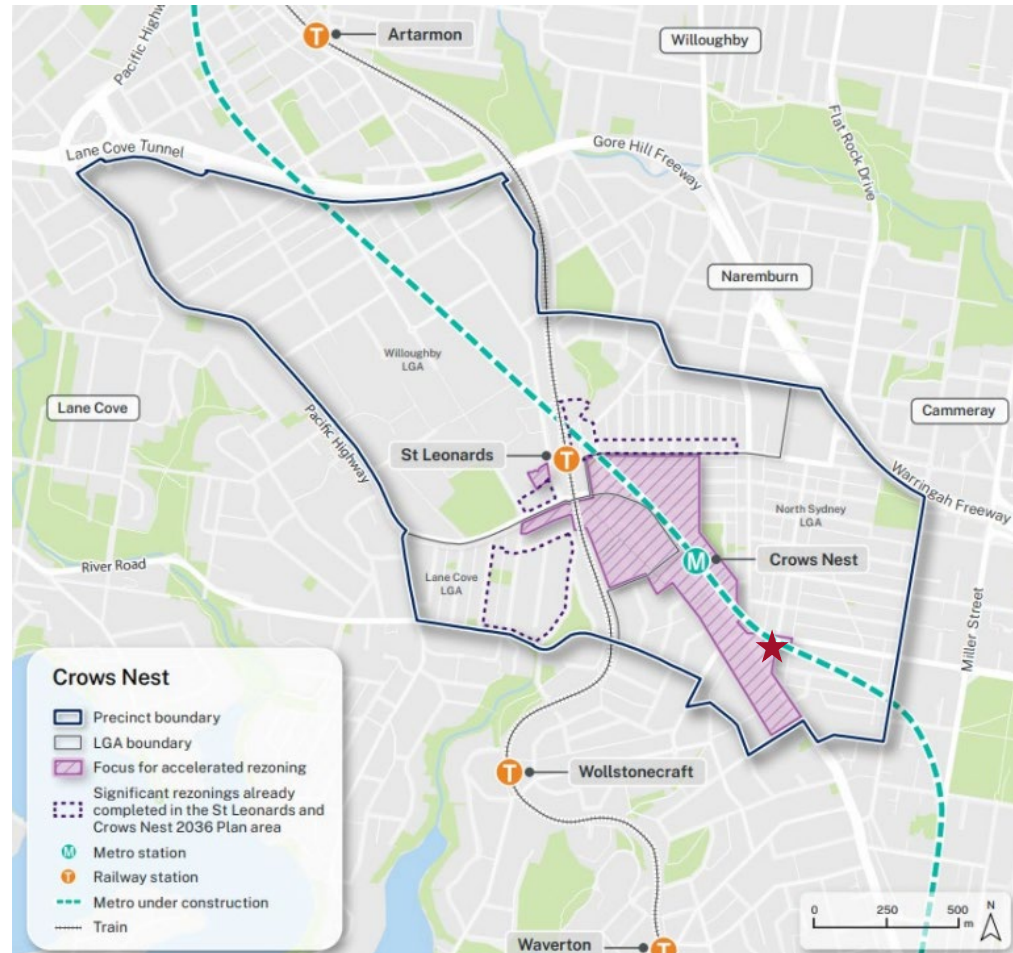 Pacific Highway
T
Artarmon
Willoughby
Lane Cove Tunnel
Gore Hill Freeway
Flat Rock Drive
Naremburn
Willoughby
LGA
Lane Cove
Pacific Highway
Cammeray
St Leonards
T
Warringah Freeway
North Sydney
LGA
M
Crows Nest
River Road
Lane Cove
LGA
Miller Street
Crows Nest
Precinct boundary
LGA boundary
Focus for accelerated rezoning
Significant rezonings already
completed in the St Leonards and
Crows Nest 2036 Plan area
M
Metro station
T
Railway station
Metro under construction
Train
T
Wollstonecraft
Waverton
T
0 250 500
m
N